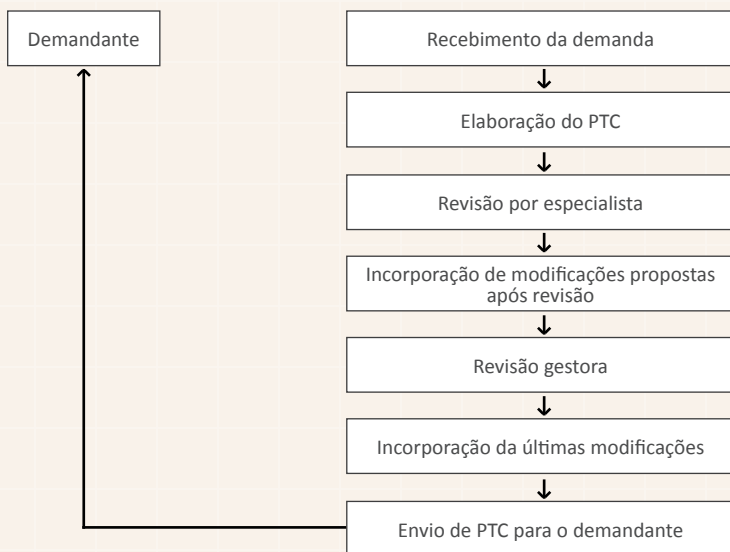 Demandante
Recebimento da demanda
Elaboração do PTC
Revisão por especialista
Incorporação de modificações propostas
após revisão
Revisão gestora
Incorporação da últimas modificações
Envio de PTC para o demandante